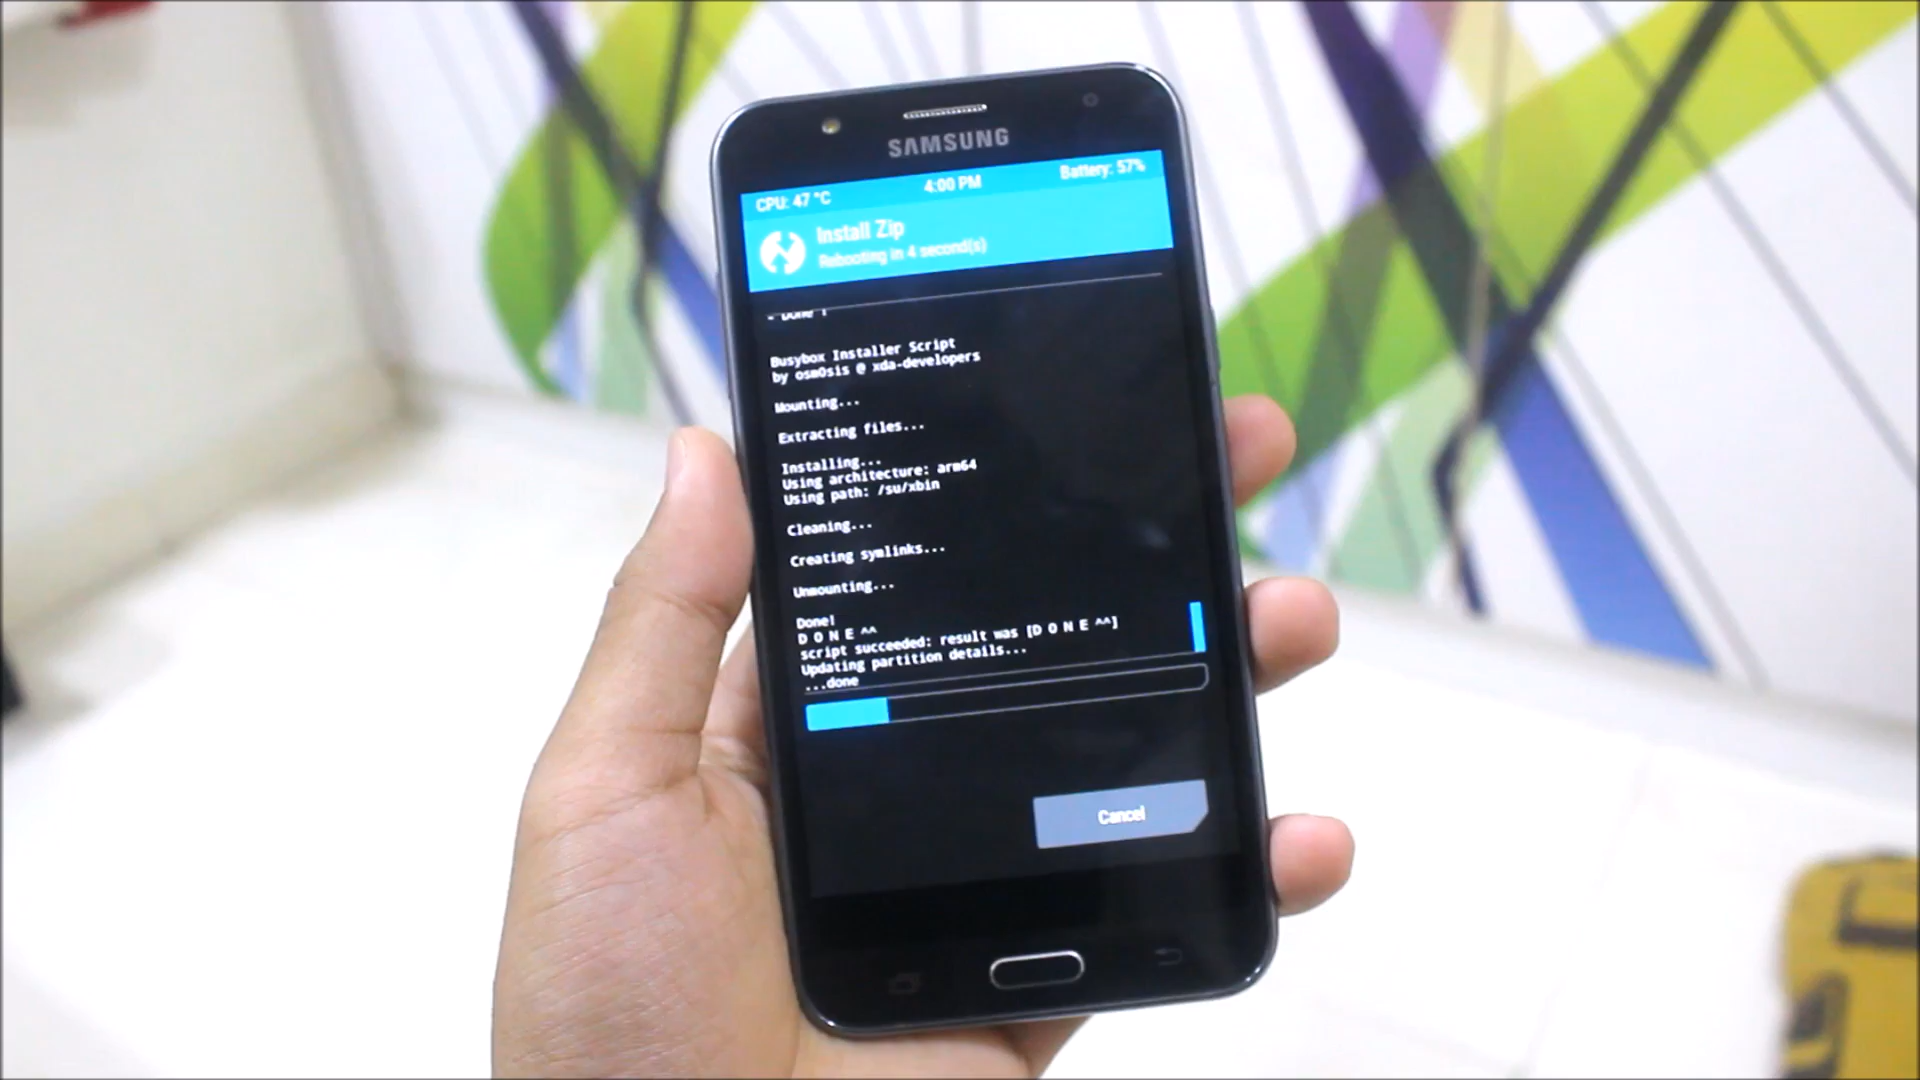 SAMSUNG
CPU: 47 °C 4:00 PM Battery: 57%
Install Zip
Rebooting in 4 second(s)
- Done !
Busybox Installer Script
by osm0sis @ xda-developers
Mounting...
Extracting files...
Installing...
Using architecture: arm64
Using path: /su/xbin
Cleaning...
Creating symlinks...
Unmounting...
Done!
D O N E ^^
script succeeded: result was [D O N E ^^]
Updating partition details...
...done
Cancel